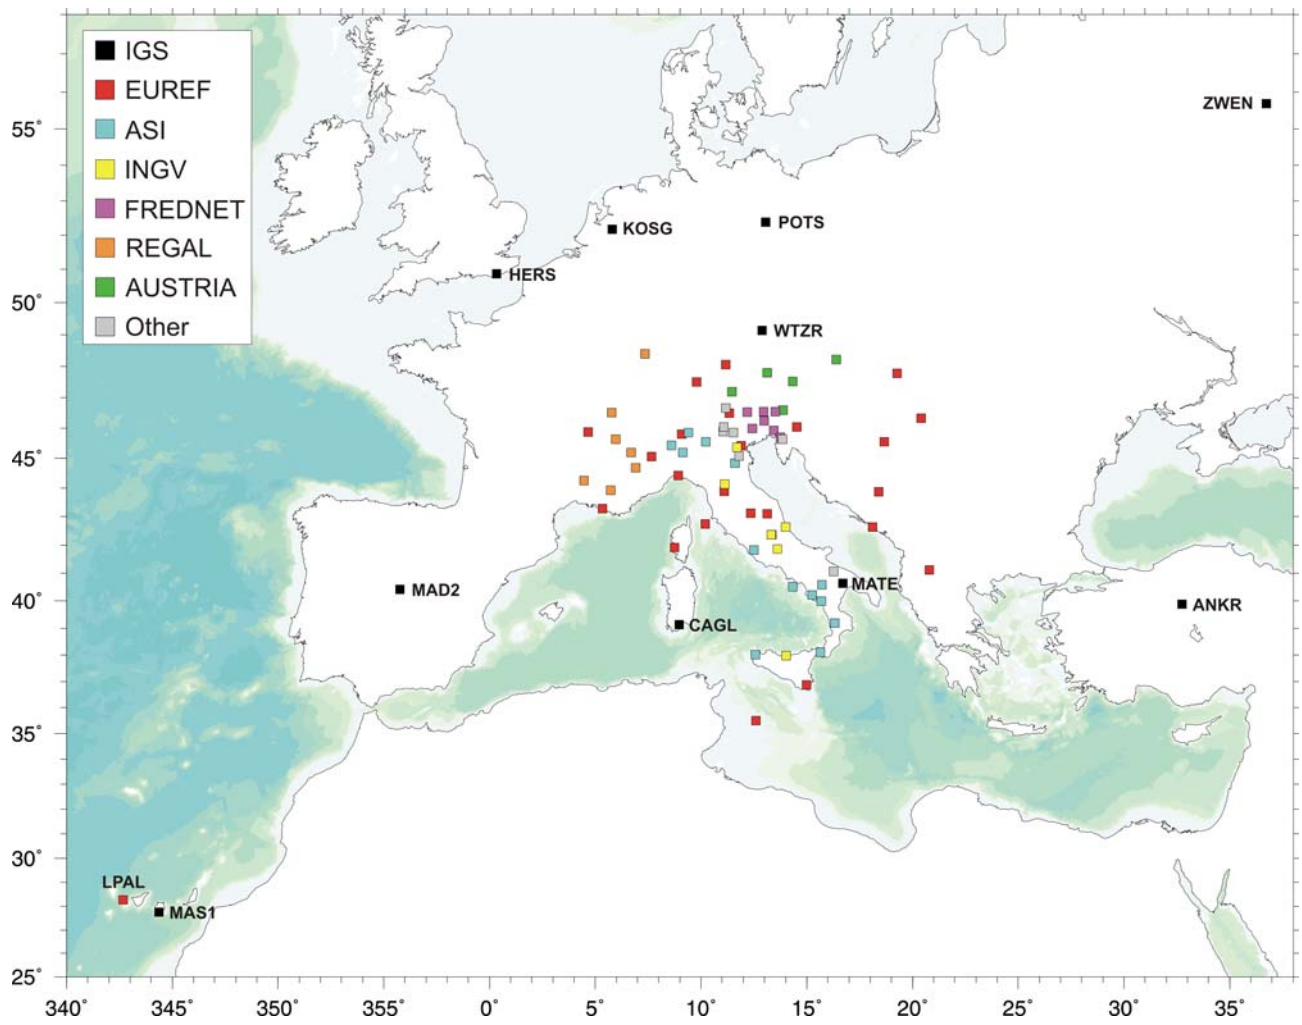 IGS
EUREF
ASI
INGV
FREDNET
REGAL
AUSTRIA
Other
ZWEN
KOSG
POTS
HERS
WTZR
MAD2
CAGL
MATE
ANKR
LPAL
MAS1
55°
50°
45°
40°
35°
30°
25°
340° 345° 350° 355° 0° 5° 10° 15° 20° 25° 30° 35°